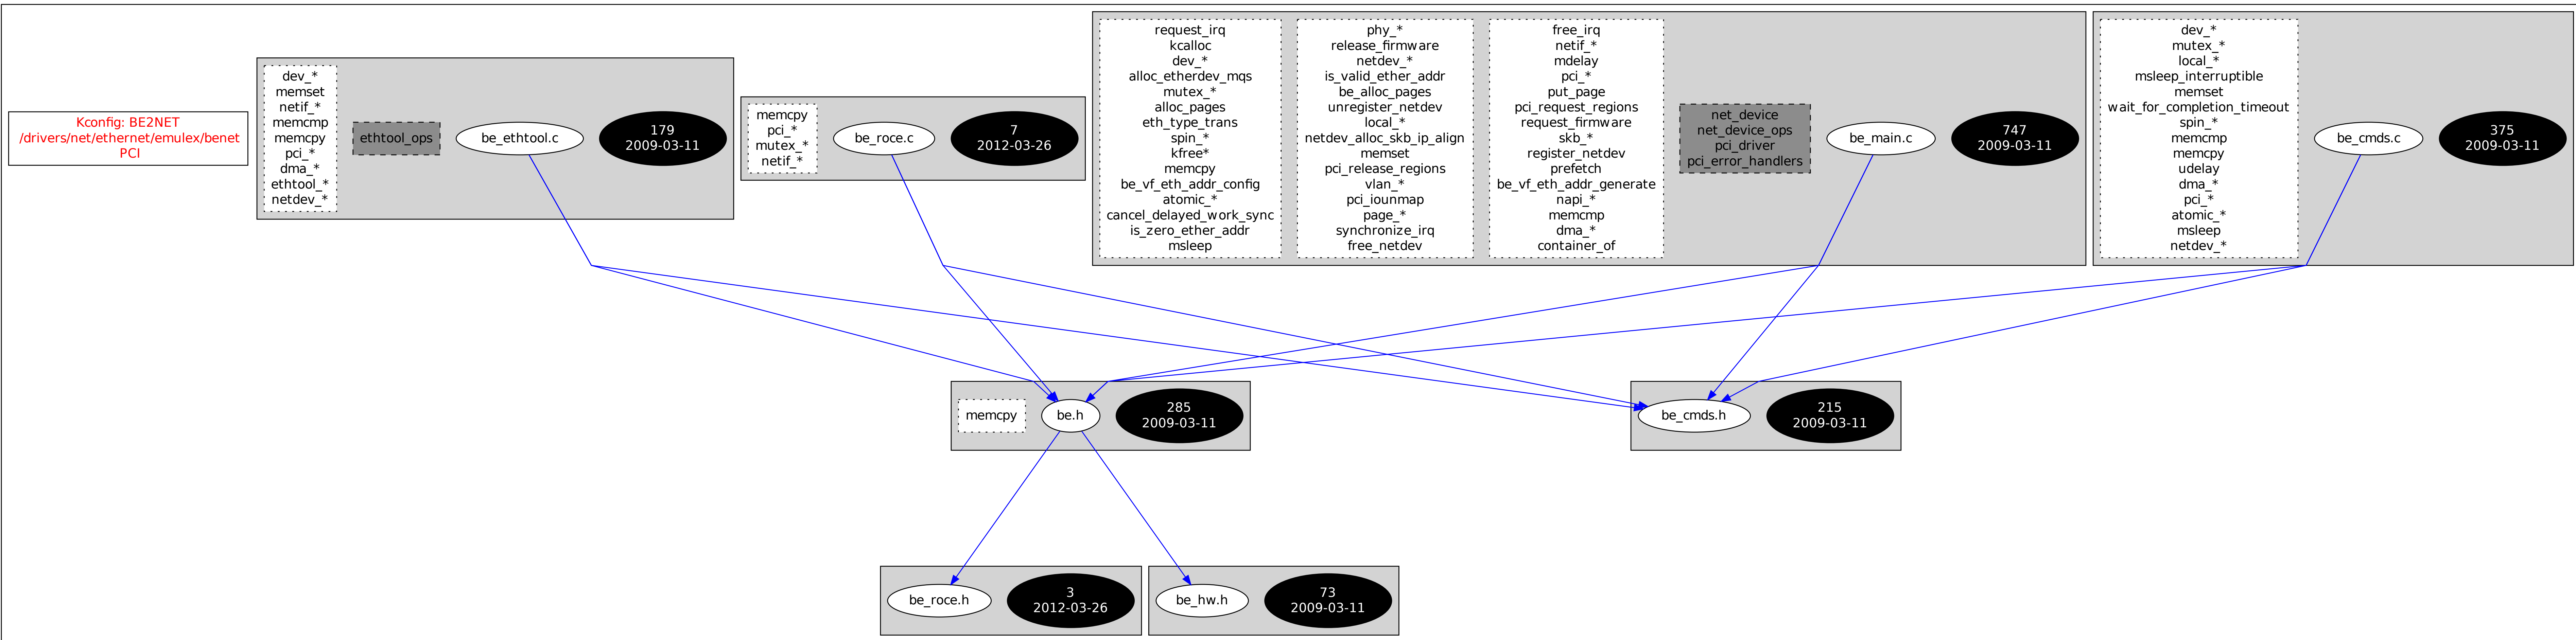 Kconfig: BE2NET
/drivers/net/ethernet/emulex/benet
PCI
dev_*
memset
netif_*
memcmp
memcpy
pci_*
dma_*
ethtool_*
netdev_*
ethtool_ops
be_ethtool.c
179
2009-03-11
memcpy
pci_*
mutex_*
netif_*
be_roce.c
7
2012-03-26
request_irq
kcalloc
dev_*
alloc_etherdev_mqs
mutex_*
alloc_pages
eth_type_trans
spin_*
kfree*
memcpy
be_vf_eth_addr_config
atomic_*
cancel_delayed_work_sync
is_zero_ether_addr
msleep
phy_*
release_firmware
netdev_*
is_valid_ether_addr
be_alloc_pages
unregister_netdev
local_*
netdev_alloc_skb_ip_align
memset
pci_release_regions
vlan_*
pci_iounmap
page_*
synchronize_irq
free_netdev
free_irq
netif_*
mdelay
pci_*
put_page
pci_request_regions
request_firmware
skb_*
register_netdev
prefetch
be_vf_eth_addr_generate
napi_*
memcmp
dma_*
container_of
net_device
net_device_ops
pci_driver
pci_error_handlers
be_main.c
747
2009-03-11
dev_*
mutex_*
local_*
msleep_interruptible
memset
wait_for_completion_timeout
spin_*
memcmp
memcpy
udelay
dma_*
pci_*
atomic_*
msleep
netdev_*
be_cmds.c
375
2009-03-11
memcpy
be.h
285
2009-03-11
be_cmds.h
215
2009-03-11
be_roce.h
3
2012-03-26
be_hw.h
73
2009-03-11